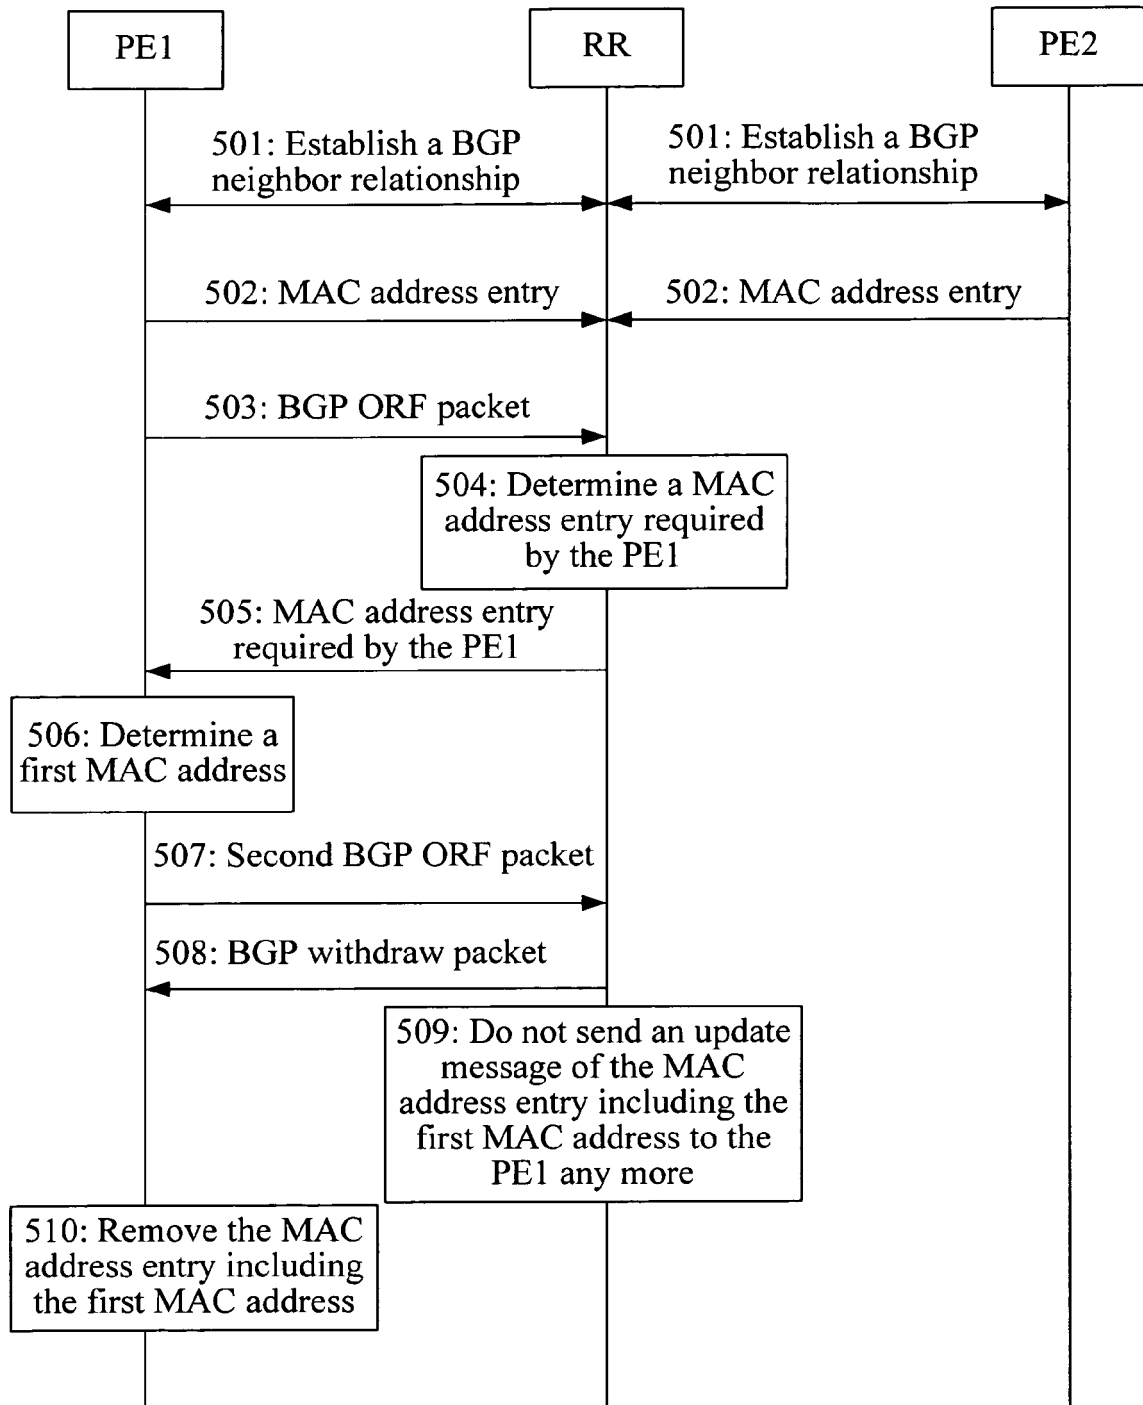 PE1
RR
PE2
501: Establish a BGP
neighbor relationship
501: Establish a BGP
neighbor relationship
502: MAC address entry
502: MAC address entry
503: BGP ORF packet
504: Determine a MAC
address entry required
by the PE1
505: MAC address entry
required by the PE1
506: Determine a
first MAC address
507: Second BGP ORF packet
508: BGP withdraw packet
509: Do not send an update
message of the MAC
address entry including the
first MAC address to the
PE1 any more
510: Remove the MAC
address entry including
the first MAC address